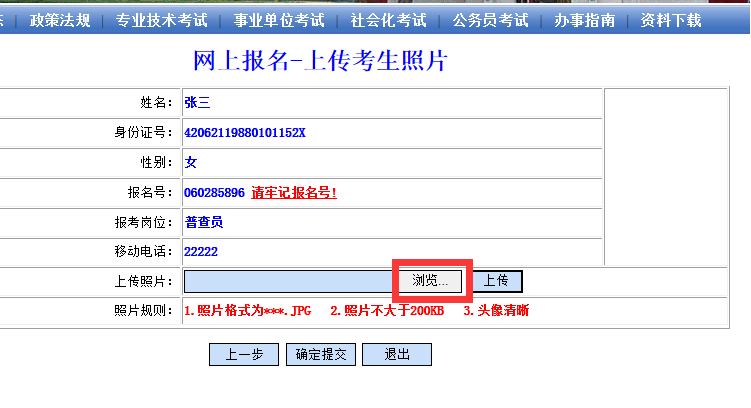 政策法规 | 专业技术考试 | 事业单位考试 | 社会化考试 | 公务员考试 | 办事指南 | 资料下载
网上报名-上传考生照片
姓名： 张三
身份证号： 42062119880101152X
性别： 女
报名号： 060285896 请牢记报名号!
报考岗位： 普查员
移动电话： 22222
上传照片： 浏览... 上传
照片规则： 1.照片格式为***.JPG 2.照片不大于200KB 3.头像清晰
上一步 确定提交 退出